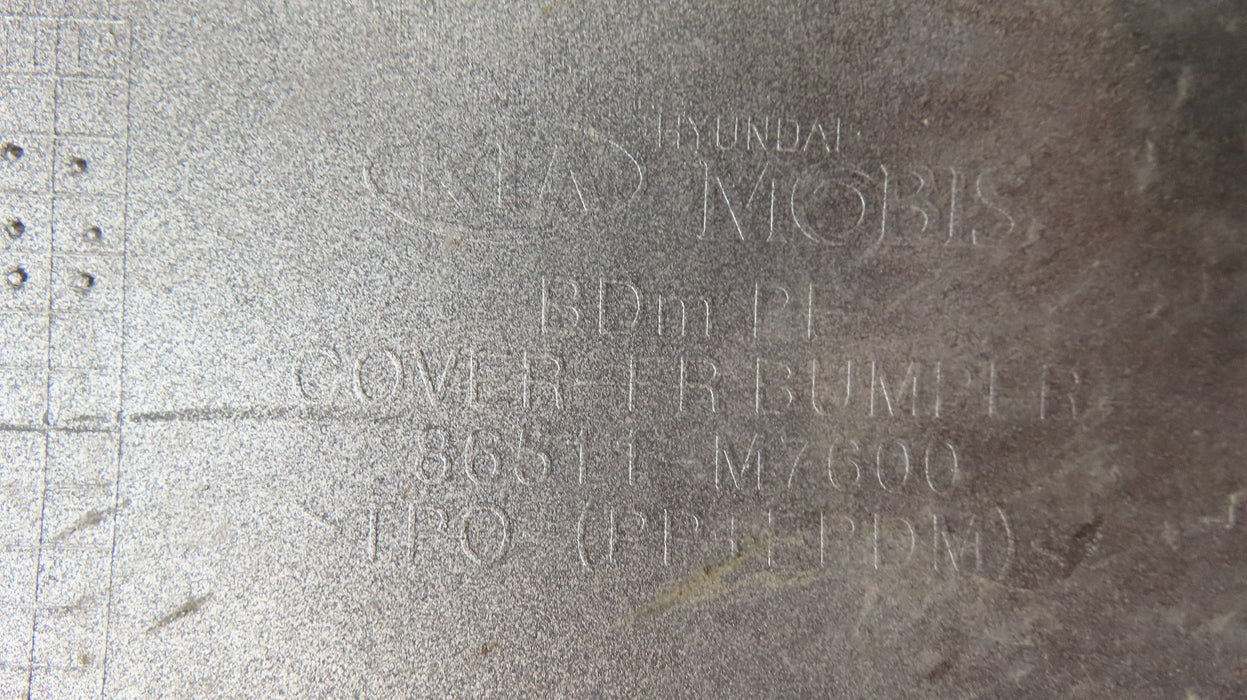 KIA
HYUNDAI
MOBIS
BDm PE
COVER-FR BUMPER
86511-M7600
>TPO (PP+EPDM)